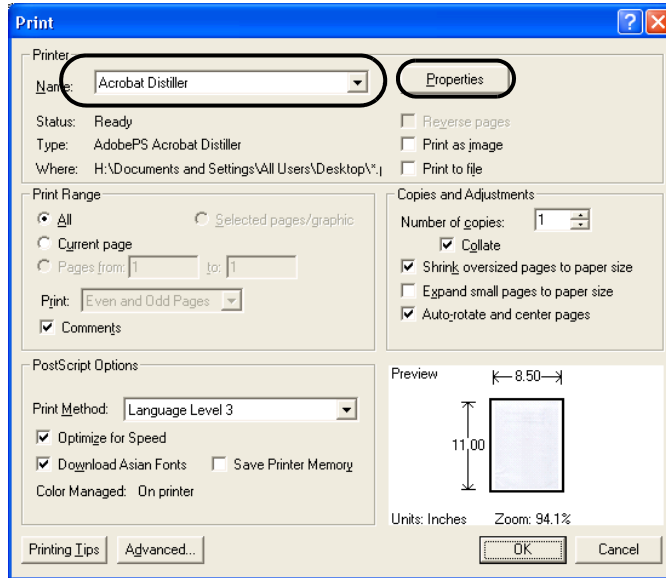 Print
Printer
Name: Acrobat Distiller Properties
Status: Ready Reverse pages
Type: AdobePS Acrobat Distiller Print as image
Where: H:\Documents and Settings\All Users\Desktop\*.p Print to file
Print Range
All Selected pages/graphic
Current page
Pages from: 1 to: 1
Print: Even and Odd Pages
Comments
Copies and Adjustments
Number of copies: 1
Collate
Shrink oversized pages to paper size
Expand small pages to paper size
Auto-rotate and center pages
PostScript Options
Print Method: Language Level 3
Optimize for Speed
Download Asian Fonts Save Printer Memory
Color Managed: On printer
Preview
8.50
11.00
Units: Inches Zoom: 94.1%
Printing Tips Advanced... OK Cancel